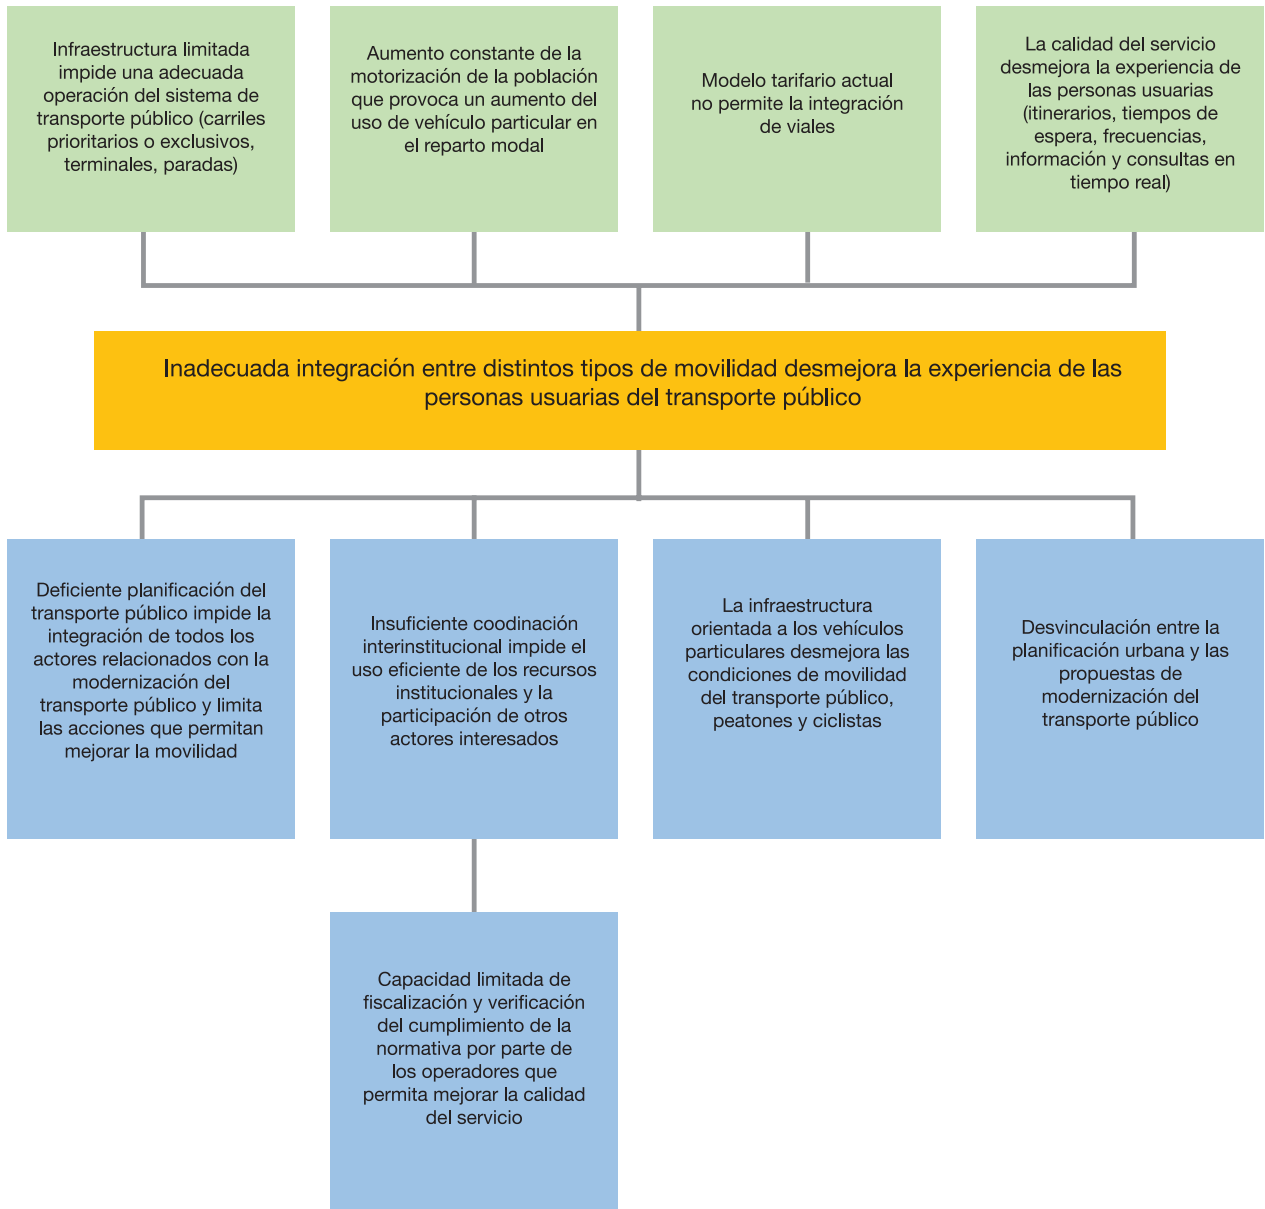 Infraestructura limitada
impide una adecuada
operación del sistema de
transporte público (carriles
prioritarios o exclusivos,
terminales, paradas)
Aumento constante de la
motorización de la población
que provoca un aumento del
uso de vehículo particular en
el reparto modal
Modelo tarifario actual
no permite la integración
de viales
La calidad del servicio
desmejora la experiencia de
las personas usuarias
(itinerarios, tiempos de
espera, frecuencias,
información y consultas en
tiempo real)
Inadecuada integración entre distintos tipos de movilidad desmejora la experiencia de las
personas usuarias del transporte público
Deficiente planificación del
transporte público impide la
integración de todos los
actores relacionados con la
modernización del
transporte público y limita
las acciones que permitan
mejorar la movilidad
Insuficiente coodinación
interinstitucional impide el
uso eficiente de los recursos
institucionales y la
participación de otros
actores interesados
La infraestructura
orientada a los vehículos
particulares desmejora las
condiciones de movilidad
del transporte público,
peatones y ciclistas
Desvinculación entre la
planificación urbana y las
propuestas de
modernización del
transporte público
Capacidad limitada de
fiscalización y verificación
del cumplimiento de la
normativa por parte de
los operadores que
permita mejorar la calidad
del servicio